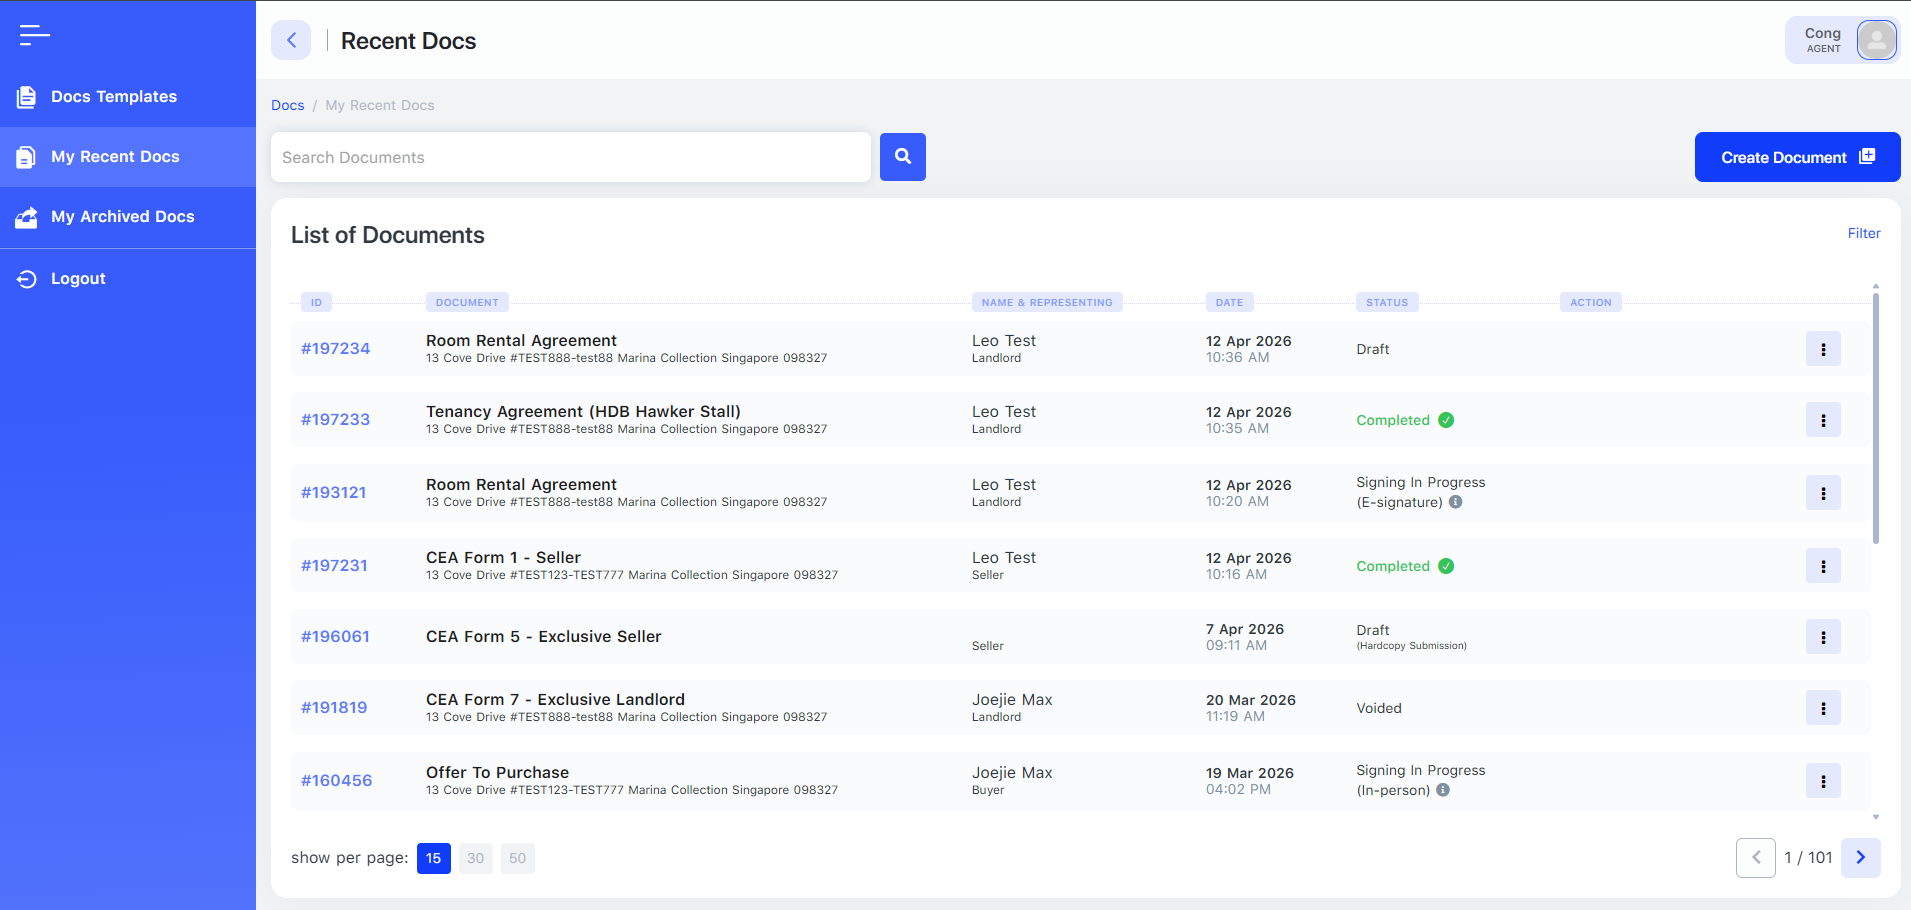 Docs Templates
My Recent Docs
My Archived Docs
Logout
Recent Docs
Cong
AGENT
Docs / My Recent Docs
Search Documents
Create Document
List of Documents
Filter
ID DOCUMENT NAME & REPRESENTING DATE STATUS ACTION
#197234
Room Rental Agreement
13 Cove Drive #TEST888-test88 Marina Collection Singapore 098327
Leo Test
Landlord
12 Apr 2026
10:36 AM
Draft
#197233
Tenancy Agreement (HDB Hawker Stall)
13 Cove Drive #TEST888-test88 Marina Collection Singapore 098327
Leo Test
Landlord
12 Apr 2026
10:35 AM
Completed
#193121
Room Rental Agreement
13 Cove Drive #TEST888-test88 Marina Collection Singapore 098327
Leo Test
Landlord
12 Apr 2026
10:20 AM
Signing In Progress
(E-signature)
#197231
CEA Form 1 - Seller
13 Cove Drive #TEST123-TEST777 Marina Collection Singapore 098327
Leo Test
Seller
12 Apr 2026
10:16 AM
Completed
#196061
CEA Form 5 - Exclusive Seller
Seller
7 Apr 2026
09:11 AM
Draft
(Hardcopy Submission)
#191819
CEA Form 7 - Exclusive Landlord
13 Cove Drive #TEST888-test88 Marina Collection Singapore 098327
Joejie Max
Landlord
20 Mar 2026
11:19 AM
Voided
#160456
Offer To Purchase
13 Cove Drive #TEST123-TEST777 Marina Collection Singapore 098327
Joejie Max
Buyer
19 Mar 2026
04:02 PM
Signing In Progress
(In-person)
show per page: 15 30 50
1 / 101